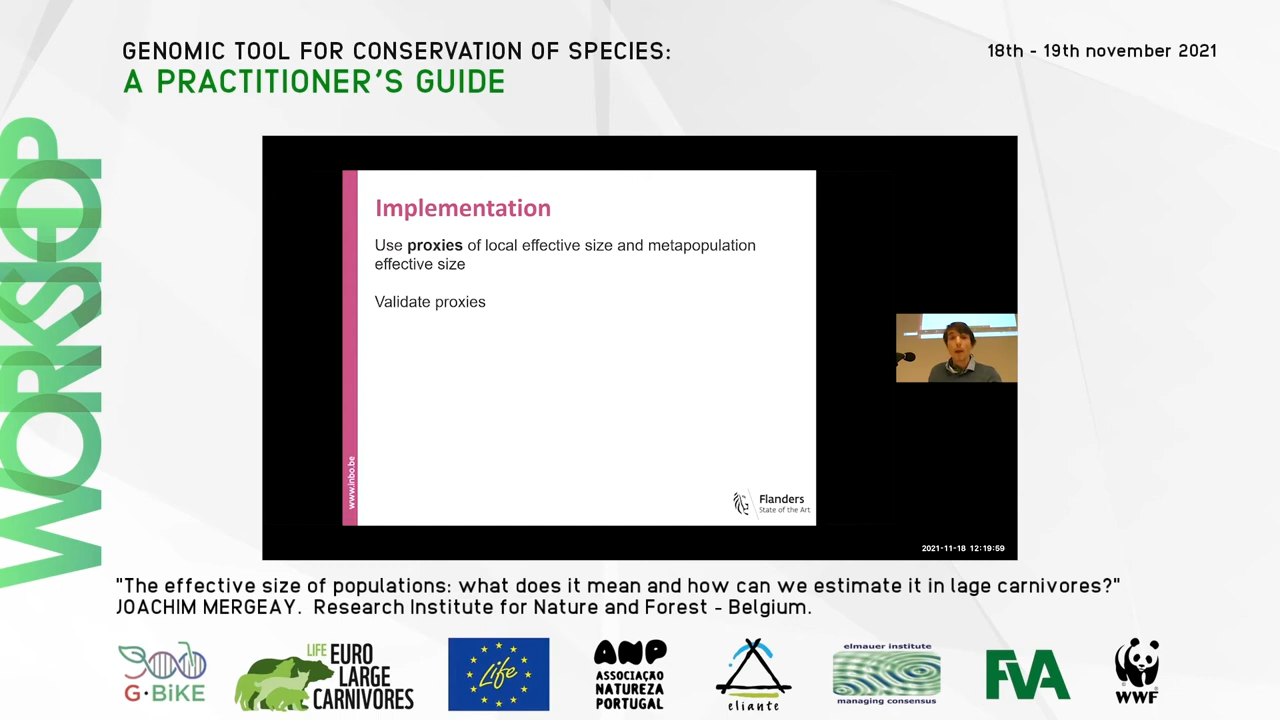 GENOMIC TOOL FOR CONSERVATION OF SPECIES:
A PRACTITIONER'S GUIDE
18th - 19th november 2021
WORKSHOP
Implementation
Use proxies of local effective size and metapopulation
effective size
Validate proxies
www.inbo.be
Flanders
State of the Art
2021-11-18 12:19:59
"The effective size of populations: what does it mean and how can we estimate it in lage carnivores?"
JOACHIM MERGEAY. Research Institute for Nature and Forest - Belgium.
G·BiKE
LIFE EURO
LARGE
CARNIVORES
Life
ANP
ASSOCIAÇÃO
NATUREZA
PORTUGAL
eliante
elmauer institute
managing consensus
FVA
WWF